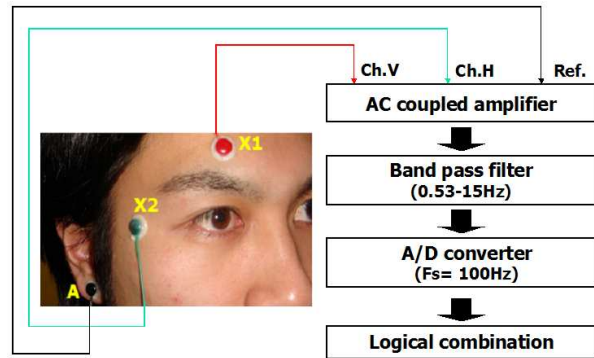 Ch.V Ch.H Ref.
AC coupled amplifier
X1
Band pass filter
(0.53-15Hz)
X2
A/D converter
(Fs= 100Hz)
A
Logical combination